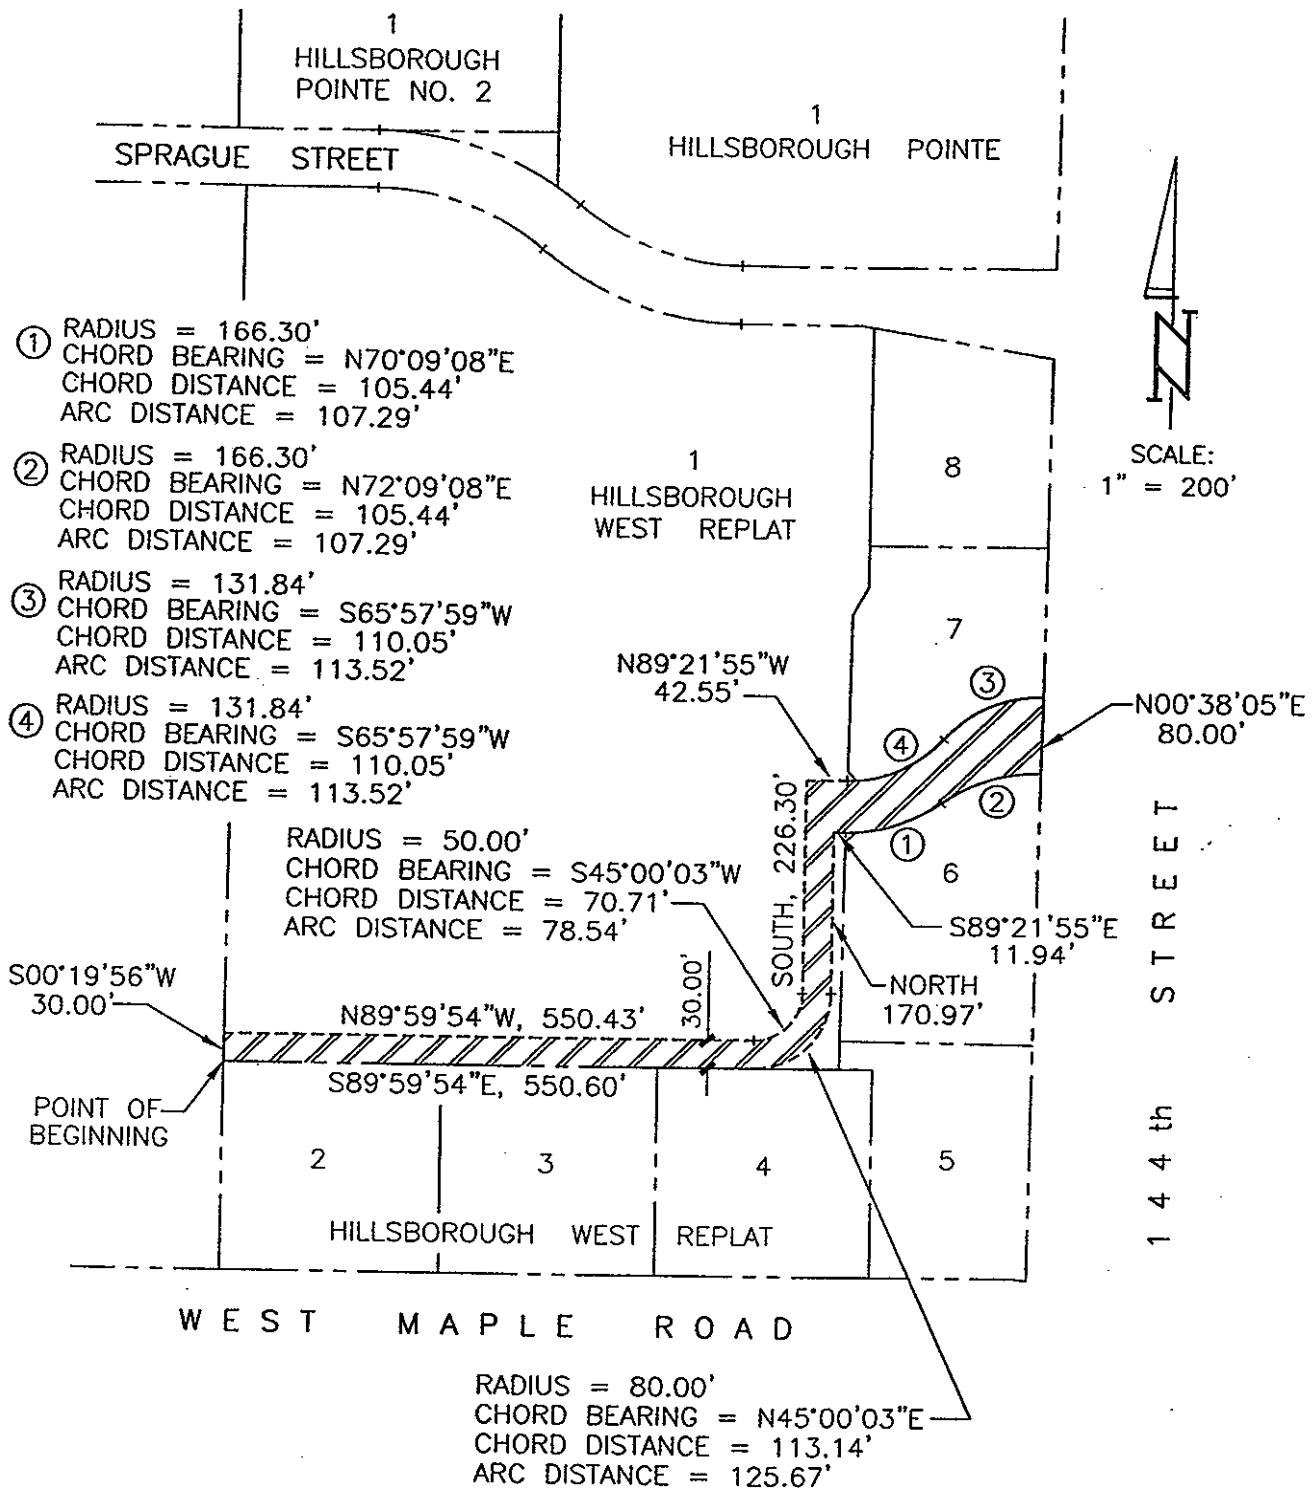 1
HILLSBOROUGH
POINTE NO. 2
1
HILLSBOROUGH POINTE
SPRAGUE STREET
① RADIUS = 166.30'
CHORD BEARING = N70°09'08"E
CHORD DISTANCE = 105.44'
ARC DISTANCE = 107.29'
② RADIUS = 166.30'
CHORD BEARING = N72°09'08"E
CHORD DISTANCE = 105.44'
ARC DISTANCE = 107.29'
③ RADIUS = 131.84'
CHORD BEARING = S65°57'59"W
CHORD DISTANCE = 110.05'
ARC DISTANCE = 113.52'
④ RADIUS = 131.84'
CHORD BEARING = S65°57'59"W
CHORD DISTANCE = 110.05'
ARC DISTANCE = 113.52'
1
HILLSBOROUGH
WEST REPLAT
8
N
SCALE:
1" = 200'
7
N89°21'55"W
42.55'
③
④
N00°38'05"E
80.00'
②
①
6
SOUTH, 226.30'
RADIUS = 50.00'
CHORD BEARING = S45°00'03"W
CHORD DISTANCE = 70.71'
ARC DISTANCE = 78.54'
S89°21'55"E
11.94'
NORTH
170.97'
S00°19'56"W
30.00'
N89°59'54"W, 550.43'
30.00'
S89°59'54"E, 550.60'
POINT OF
BEGINNING
2
3
4
5
HILLSBOROUGH WEST REPLAT
144th STREET
WEST MAPLE ROAD
RADIUS = 80.00'
CHORD BEARING = N45°00'03"E
CHORD DISTANCE = 113.14'
ARC DISTANCE = 125.67'